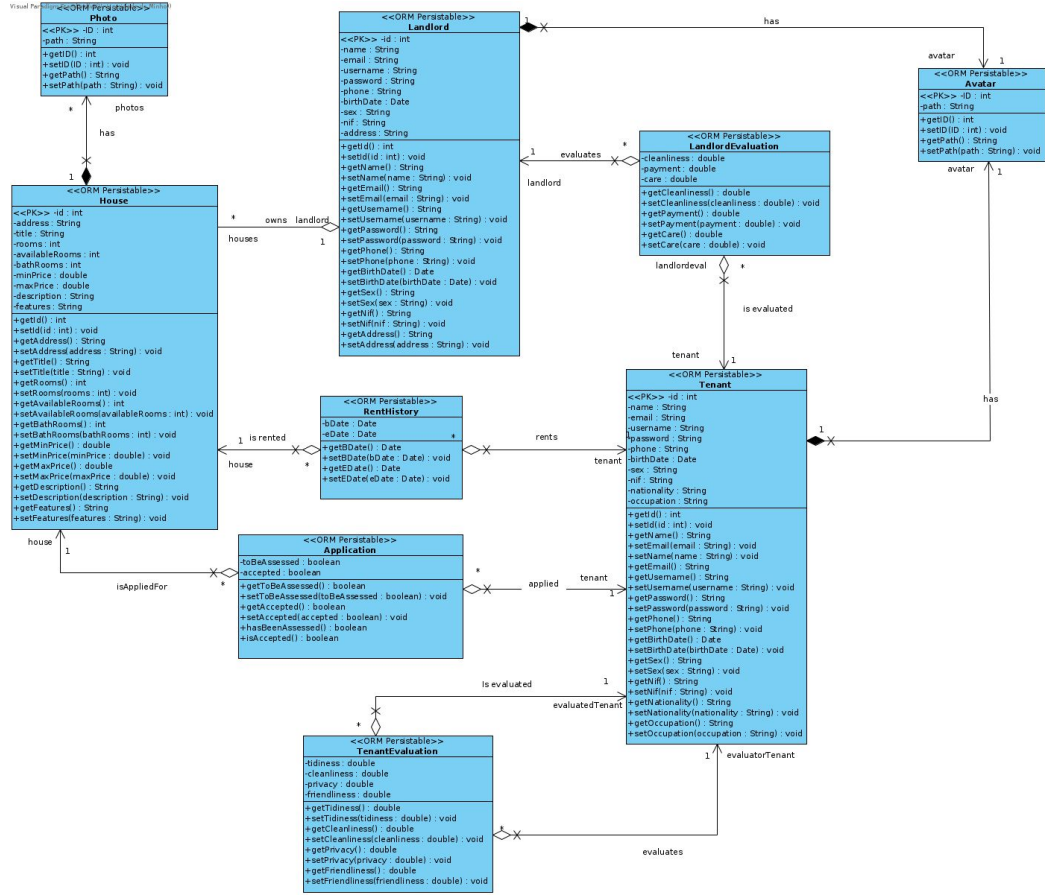 Visual Paradigm
<<ORM Persistable>>
Photo
<<PK>> -ID : int
-path : String
+getID() : int
+setID(ID : int) : void
+getPath() : String
+setPath(path : String) : void
*
photos
has
1
<<ORM Persistable>>
House
<<PK>> -id : int
-address : String
-title : String
-rooms : int
-availableRooms : int
-bathRooms : int
-minPrice : double
-maxPrice : double
-description : String
-features : String
+getId() : int
+setId(id : int) : void
+getAddress() : String
+setAddress(address : String) : void
+getTitle() : String
+setTitle(title : String) : void
+getRooms() : int
+setRooms(rooms : int) : void
+getAvailableRooms() : int
+setAvailableRooms(availableRooms : int) : void
+getBathRooms() : int
+setBathRooms(bathRooms : int) : void
+getMinPrice() : double
+setMinPrice(minPrice : double) : void
+getMaxPrice() : double
+setMaxPrice(maxPrice : double) : void
+getDescription() : String
+setDescription(description : String) : void
+getFeatures() : String
+setFeatures(features : String) : void
*
owns landlord
houses
1
<<ORM Persistable>>
Landlord
<<PK>> -id : int
-name : String
-email : String
-username : String
-password : String
-phone : String
-birthDate : Date
-sex : String
-nif : String
-address : String
+getId() : int
+setId(id : int) : void
+getName() : String
+setName(name : String) : void
+getEmail() : String
+setEmail(email : String) : void
+getUsername() : String
+setUsername(username : String) : void
+getPassword() : String
+setPassword(password : String) : void
+getPhone() : String
+setPhone(phone : String) : void
+getBirthDate() : Date
+setBirthDate(birthDate : Date) : void
+getSex() : String
+setSex(sex : String) : void
+getNif() : String
+setNif(nif : String) : void
+getAddress() : String
+setAddress(address : String) : void
1
has
avatar
1
<<ORM Persistable>>
Avatar
<<PK>> -ID : int
-path : String
+getID() : int
+setID(ID : int) : void
+getPath() : String
+setPath(path : String) : void
avatar
1
has
1
1
evaluates
*
landlord
<<ORM Persistable>>
LandlordEvaluation
-cleanliness : double
-payment : double
-care : double
+getCleanliness() : double
+setCleanliness(cleanliness : double) : void
+getPayment() : double
+setPayment(payment : double) : void
+getCare() : double
+setCare(care : double) : void
landlordeval
*
is evaluated
tenant
1
<<ORM Persistable>>
Tenant
<<PK>> -id : int
-name : String
-email : String
-username : String
-password : String
-phone : String
-birthDate : Date
-sex : String
-nif : String
-nationality : String
-occupation : String
+getId() : int
+setId(id : int) : void
+getName() : String
+setEmail(email : String) : void
+setName(name : String) : void
+getEmail() : String
+getUsername() : String
+setUsername(username : String) : void
+getPassword() : String
+setPassword(password : String) : void
+getPhone() : String
+setPhone(phone : String) : void
+getBirthDate() : Date
+setBirthDate(birthDate : Date) : void
+getSex() : String
+setSex(sex : String) : void
+getNif() : String
+setNif(nif : String) : void
+getNationality() : String
+setNationality(nationality : String) : void
+getOccupation() : String
+setOccupation(occupation : String) : void
<<ORM Persistable>>
RentHistory
-bDate : Date
-eDate : Date
+getBDate() : Date
+setBDate(bDate : Date) : void
+getEDate() : Date
+setEDate(eDate : Date) : void
1
is rented
house
*
*
rents
1
tenant
<<ORM Persistable>>
Application
-toBeAssessed : boolean
-accepted : boolean
+getToBeAssessed() : boolean
+setToBeAssessed(toBeAssessed : boolean) : void
+getAccepted() : boolean
+setAccepted(accepted : boolean) : void
+hasBeenAssessed() : boolean
+isAccepted() : boolean
house
1
isAppliedFor
*
*
applied
tenant
1
Is evaluated
1
evaluatedTenant
*
<<ORM Persistable>>
TenantEvaluation
-tidiness : double
-cleanliness : double
-privacy : double
-friendliness : double
+getTidiness() : double
+setTidiness(tidiness : double) : void
+getCleanliness() : double
+setCleanliness(cleanliness : double) : void
+getPrivacy() : double
+setPrivacy(privacy : double) : void
+getFriendliness() : double
+setFriendliness(friendliness : double) : void
*
evaluates
1
evaluatorTenant